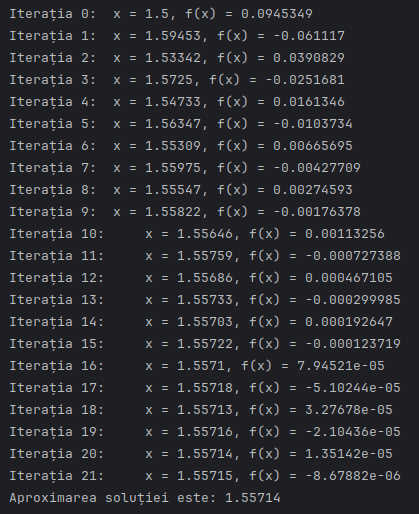 Iterația 0:  x = 1.5, f(x) = 0.0945349
Iterația 1:  x = 1.59453, f(x) = -0.061117
Iterația 2:  x = 1.53342, f(x) = 0.0390829
Iterația 3:  x = 1.5725, f(x) = -0.0251681
Iterația 4:  x = 1.54733, f(x) = 0.0161346
Iterația 5:  x = 1.56347, f(x) = -0.0103734
Iterația 6:  x = 1.55309, f(x) = 0.00665695
Iterația 7:  x = 1.55975, f(x) = -0.00427709
Iterația 8:  x = 1.55547, f(x) = 0.00274593
Iterația 9:  x = 1.55822, f(x) = -0.00176378
Iterația 10:     x = 1.55646, f(x) = 0.00113256
Iterația 11:     x = 1.55759, f(x) = -0.000727388
Iterația 12:     x = 1.55686, f(x) = 0.000467105
Iterația 13:     x = 1.55733, f(x) = -0.000299985
Iterația 14:     x = 1.55703, f(x) = 0.000192647
Iterația 15:     x = 1.55722, f(x) = -0.000123719
Iterația 16:     x = 1.5571, f(x) = 7.94521e-05
Iterația 17:     x = 1.55718, f(x) = -5.10244e-05
Iterația 18:     x = 1.55713, f(x) = 3.27678e-05
Iterația 19:     x = 1.55716, f(x) = -2.10436e-05
Iterația 20:     x = 1.55714, f(x) = 1.35142e-05
Iterația 21:     x = 1.55715, f(x) = -8.67882e-06
Aproximarea soluției este: 1.55714